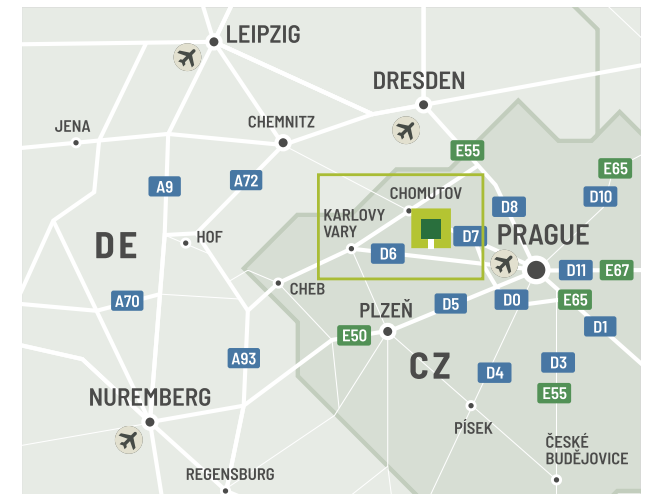 LEIPZIG
DRESDEN
JENA
CHEMNITZ
E55
E65
A9
A72
CHOMUTOV
D10
D8
KARLOVY
VARY
D7
PRAGUE
DE
HOF
D6
D11
E67
CHEB
A70
PLZEŇ
D5
D0
E65
E50
D1
A93
CZ
D4
D3
NUREMBERG
E55
PÍSEK
ČESKÉ
BUDĚJOVICE
REGENSBURG